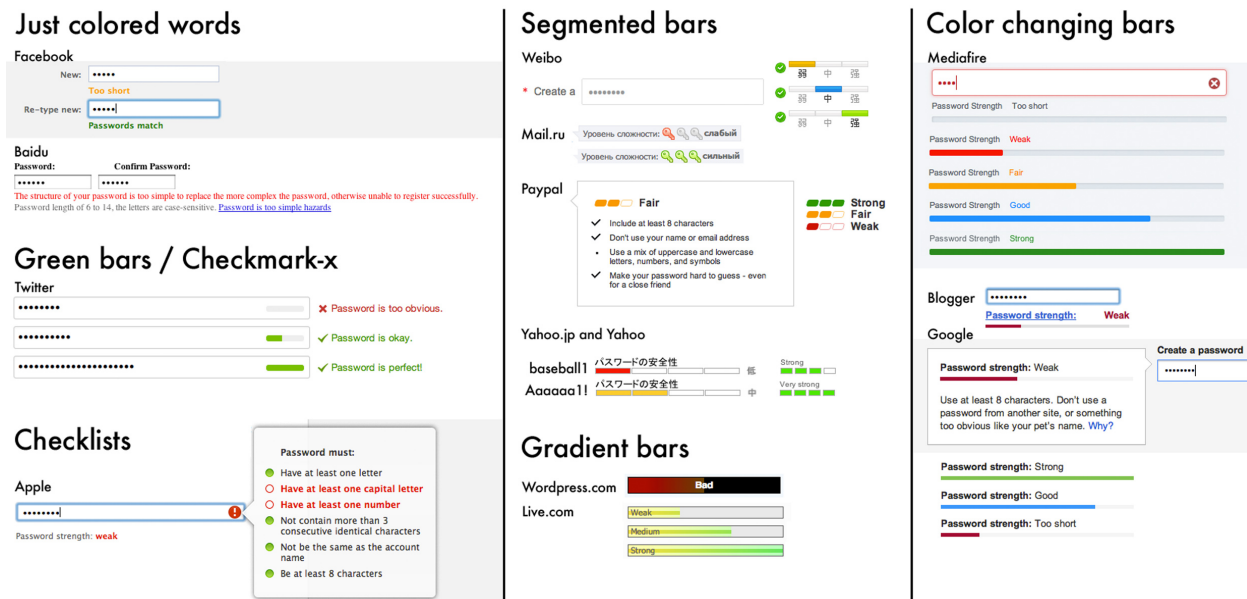 Just colored words
Facebook
New: •••••
Too short
Re-type new: •••••
Passwords match
Baidu
Password: Confirm Password:
•••••• ••••••
The structure of your password is too simple to replace the more complex the password, otherwise unable to register successfully.
Password length of 6 to 14, the letters are case-sensitive. Password is too simple hazards
Green bars / Checkmark-x
Twitter
Password is too obvious.
Password is okay.
Password is perfect!
Checklists
Apple
Password strength: weak
Password must:
Have at least one letter
Have at least one capital letter
Have at least one number
Not contain more than 3
consecutive identical characters
Not be the same as the account
name
Be at least 8 characters
Segmented bars
Weibo
* Create a
弱 中 强
弱 中 强
弱 中 强
Mail.ru
Уровень сложности: слабый
Уровень сложности: сильный
Paypal
Fair
Include at least 8 characters
Don't use your name or email address
Use a mix of uppercase and lowercase
letters, numbers, and symbols
Make your password hard to guess - even
for a close friend
Strong
Fair
Weak
Yahoo.jp and Yahoo
baseball1 パスワードの安全性 低 Strong
Aaaaaa1! パスワードの安全性 中 Very strong
Gradient bars
Wordpress.com Bad
Live.com Weak
Medium
Strong
Color changing bars
Mediafire
••••
Password Strength Too short
Password Strength Weak
Password Strength Fair
Password Strength Good
Password Strength Strong
Blogger ••••••••
Password strength: Weak
Google
Create a password
Password strength: Weak
Use at least 8 characters. Don't use a
password from another site, or something
too obvious like your pet's name. Why?
Password strength: Strong
Password strength: Good
Password strength: Too short